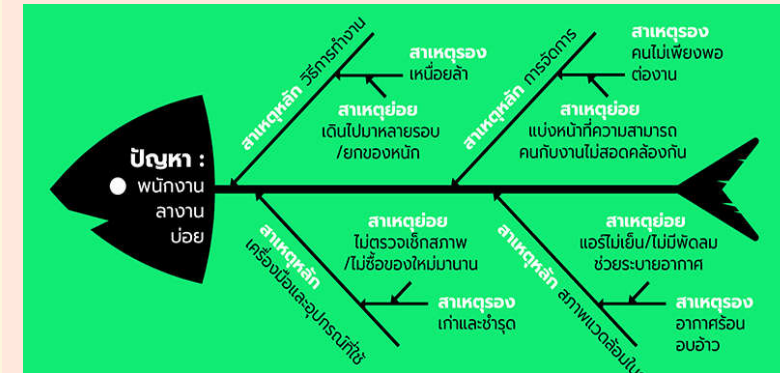 ปัญหา :
พนักงาน
ลางาน
บ่อย
สาเหตุหลัก วิธีการทำงาน
สาเหตุรอง
เหนื่อยล้า
สาเหตุย่อย
เดินไปมาหลายรอบ
/ยกของหนัก
สาเหตุหลัก การจัดการ
สาเหตุรอง
คนไม่เพียงพอ
ต่องาน
สาเหตุย่อย
แบ่งหน้าที่ความสามารถ
คนกับงานไม่สอดคล้องกัน
สาเหตุหลัก
เครื่องมือและอุปกรณ์ที่ใช้
สาเหตุย่อย
ไม่ตรวจเช็กสภาพ
/ไม่ซื้อของใหม่มานาน
สาเหตุรอง
เก่าและชำรุด
สาเหตุหลัก สภาพแวดล้อม
สาเหตุย่อย
แอร์ไม่เย็น/ไม่มีพัดลม
ช่วยระบายอากาศ
สาเหตุรอง
อากาศร้อน
อบอ้าว